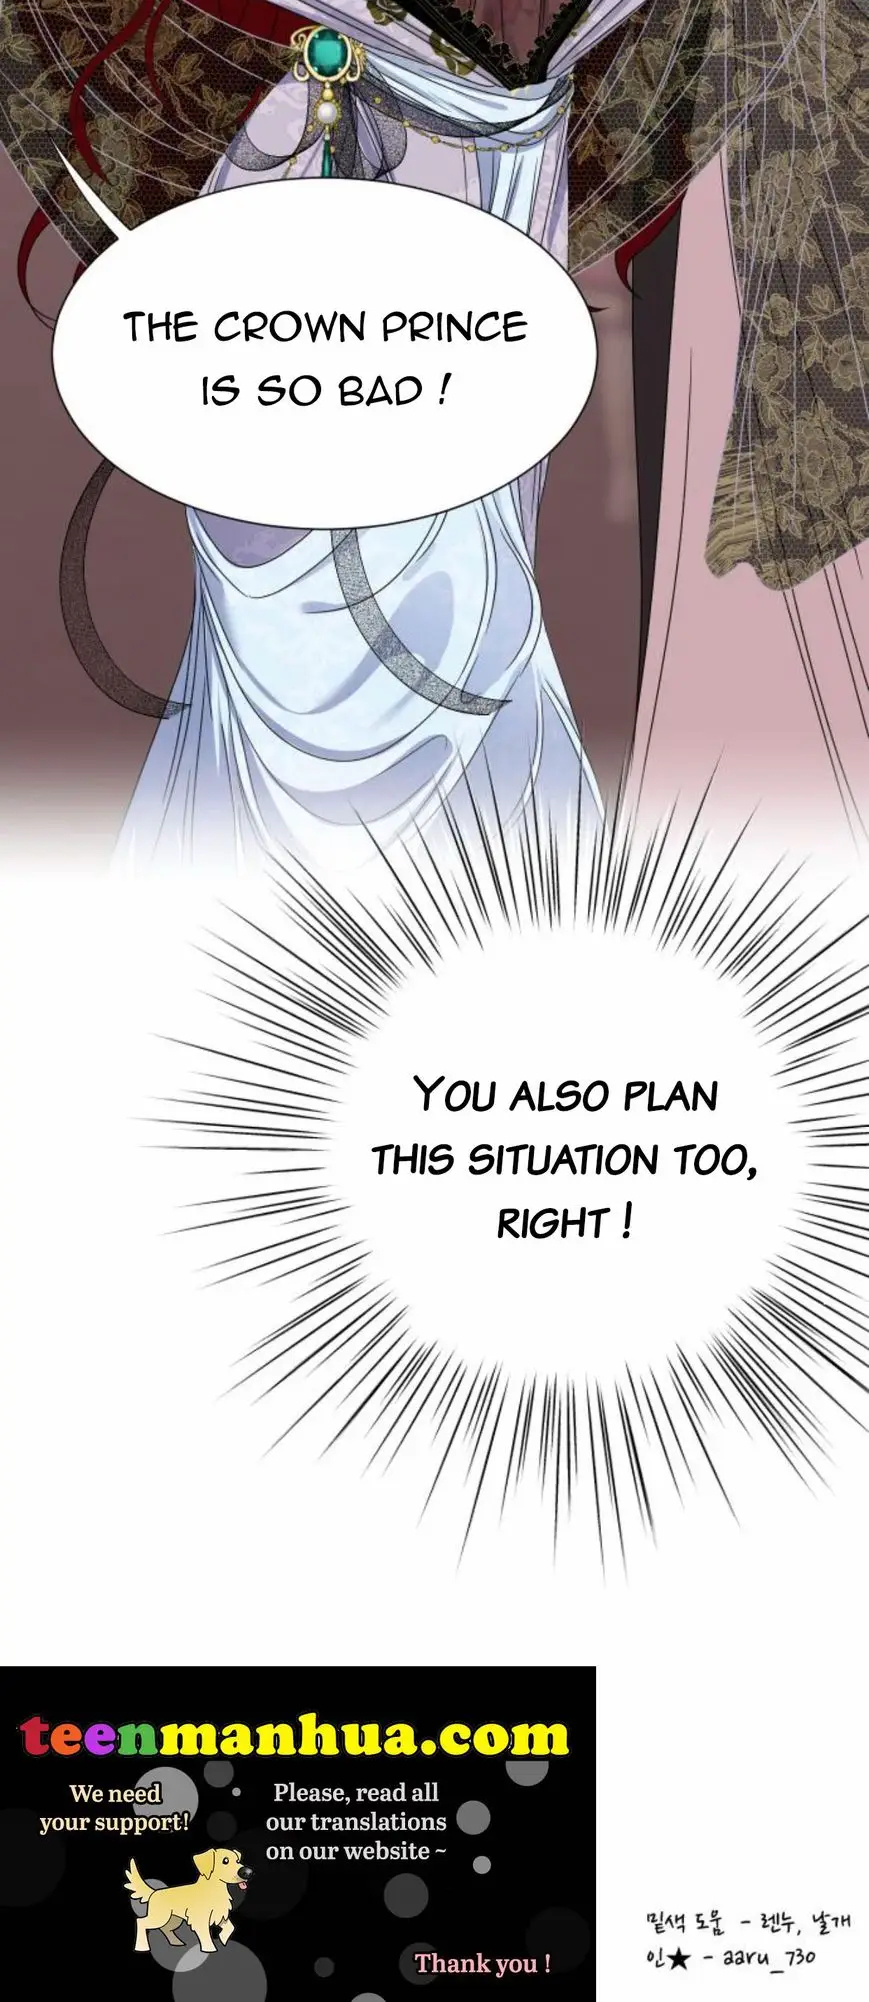 THE CROWN PRINCE
IS SO BAD !
YOU ALSO PLAN
THIS SITUATION TOO,
RIGHT !
teenmanhua.com
We need
your support!
Please, read all
our translations
on our website ~
Thank you !
밑색 도움 - 렌누, 날개
인★ - aaru_730